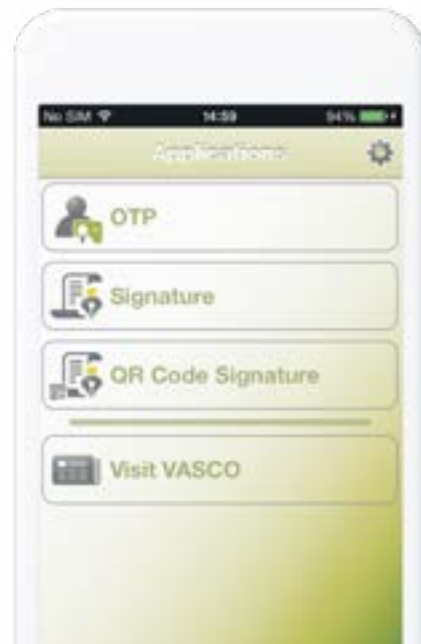 No SIM 14:59 94%
Applications
OTP
Signature
QR Code Signature
Visit VASCO